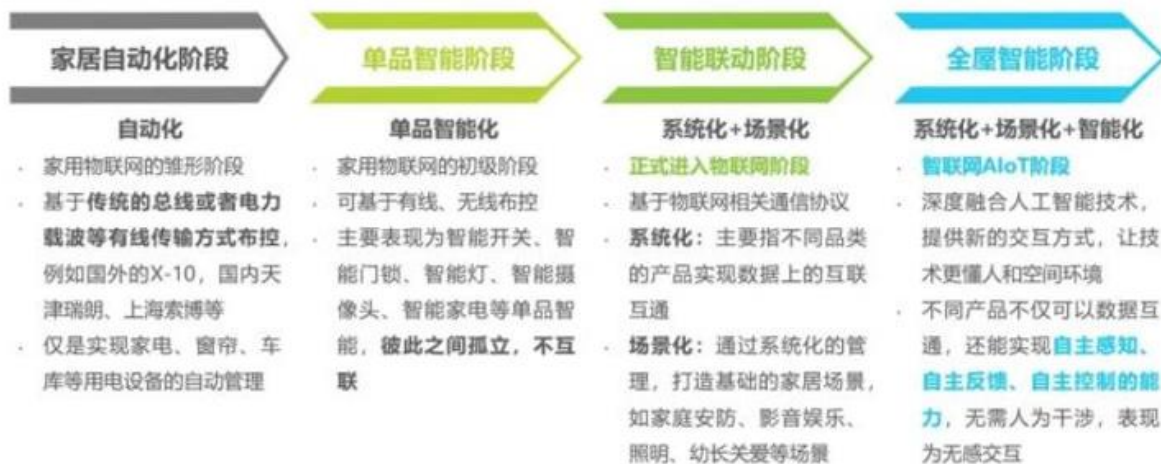 家居自动化阶段
自动化
· 家用物联网的雏形阶段
· 基于传统的总线或者电力
载波等有线传输方式布控，
例如国外的X-10，国内天
津瑞朗、上海索博等
· 仅是实现家电、窗帘、车
库等用电设备的自动管理
单品智能阶段
单品智能化
· 家用物联网的初级阶段
· 可基于有线、无线布控
· 主要表现为智能开关、智
能门锁、智能灯、智能摄
像头、智能家电等单品智
能，彼此之间孤立，不互
联
智能联动阶段
系统化+场景化
· 正式进入物联网阶段
· 基于物联网相关通信协议
· 系统化：主要指不同品类
的产品实现数据上的互联
互通
· 场景化：通过系统化的管
理，打造基础的家居场景，
如家庭安防、影音娱乐、
照明、幼长关爱等场景
全屋智能阶段
系统化+场景化+智能化
· 智联网AIoT阶段
· 深度融合人工智能技术，
提供新的交互方式，让技
术更懂人和空间环境
· 不同产品不仅可以数据互
通，还能实现自主感知、
自主反馈、自主控制的能
力，无需人为干涉，表现
为无感交互